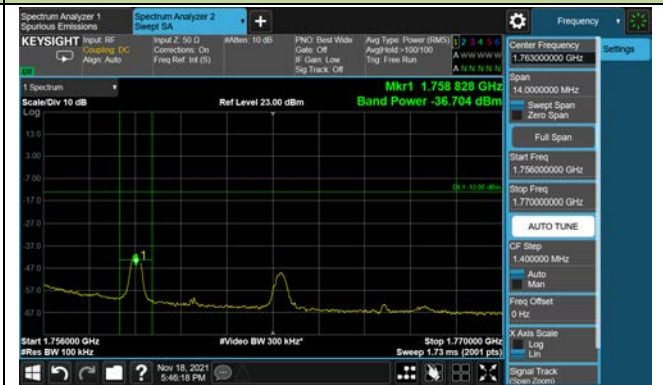 Spectrum Analyzer 1
Spurious Emissions
Spectrum Analyzer 2
Swept SA
Frequency
KEYSIGHT
Input: RF
Coupling: DC
Align: Auto
Input Z: 50 Ω
Corrections: On
Freq Ref: Int (S)
#Atten: 10 dB
PNO: Best Wide
Gate: Off
IF Gain: Low
Sig Track: Off
Avg Type: Power (RMS)
Avg|Hold:>100/100
Trig: Free Run
1 2 3 4 5 6
A W W W W W
A N N N N N
1 Spectrum
Scale/Div 10 dB
Log
Ref Level 23.00 dBm
Mkr1 1.758 828 GHz
Band Power -36.704 dBm
13.0
3.00
-7.00
-17.0
-27.0
-37.0
-47.0
-57.0
-67.0
DL1 -13.00 dBm
1
Start 1.756000 GHz
#Res BW 100 kHz
#Video BW 300 kHz*
Stop 1.770000 GHz
Sweep 1.73 ms (2001 pts)
Center Frequency
1.763000000 GHz
Settings
Span
14.0000000 MHz
Swept Span
Zero Span
Full Span
Start Freq
1.756000000 GHz
Stop Freq
1.770000000 GHz
AUTO TUNE
CF Step
1.400000 MHz
Auto
Man
Freq Offset
0 Hz
X Axis Scale
Log
Lin
Signal Track
(Span Zoom)
Nov 18, 2021
5:46:18 PM